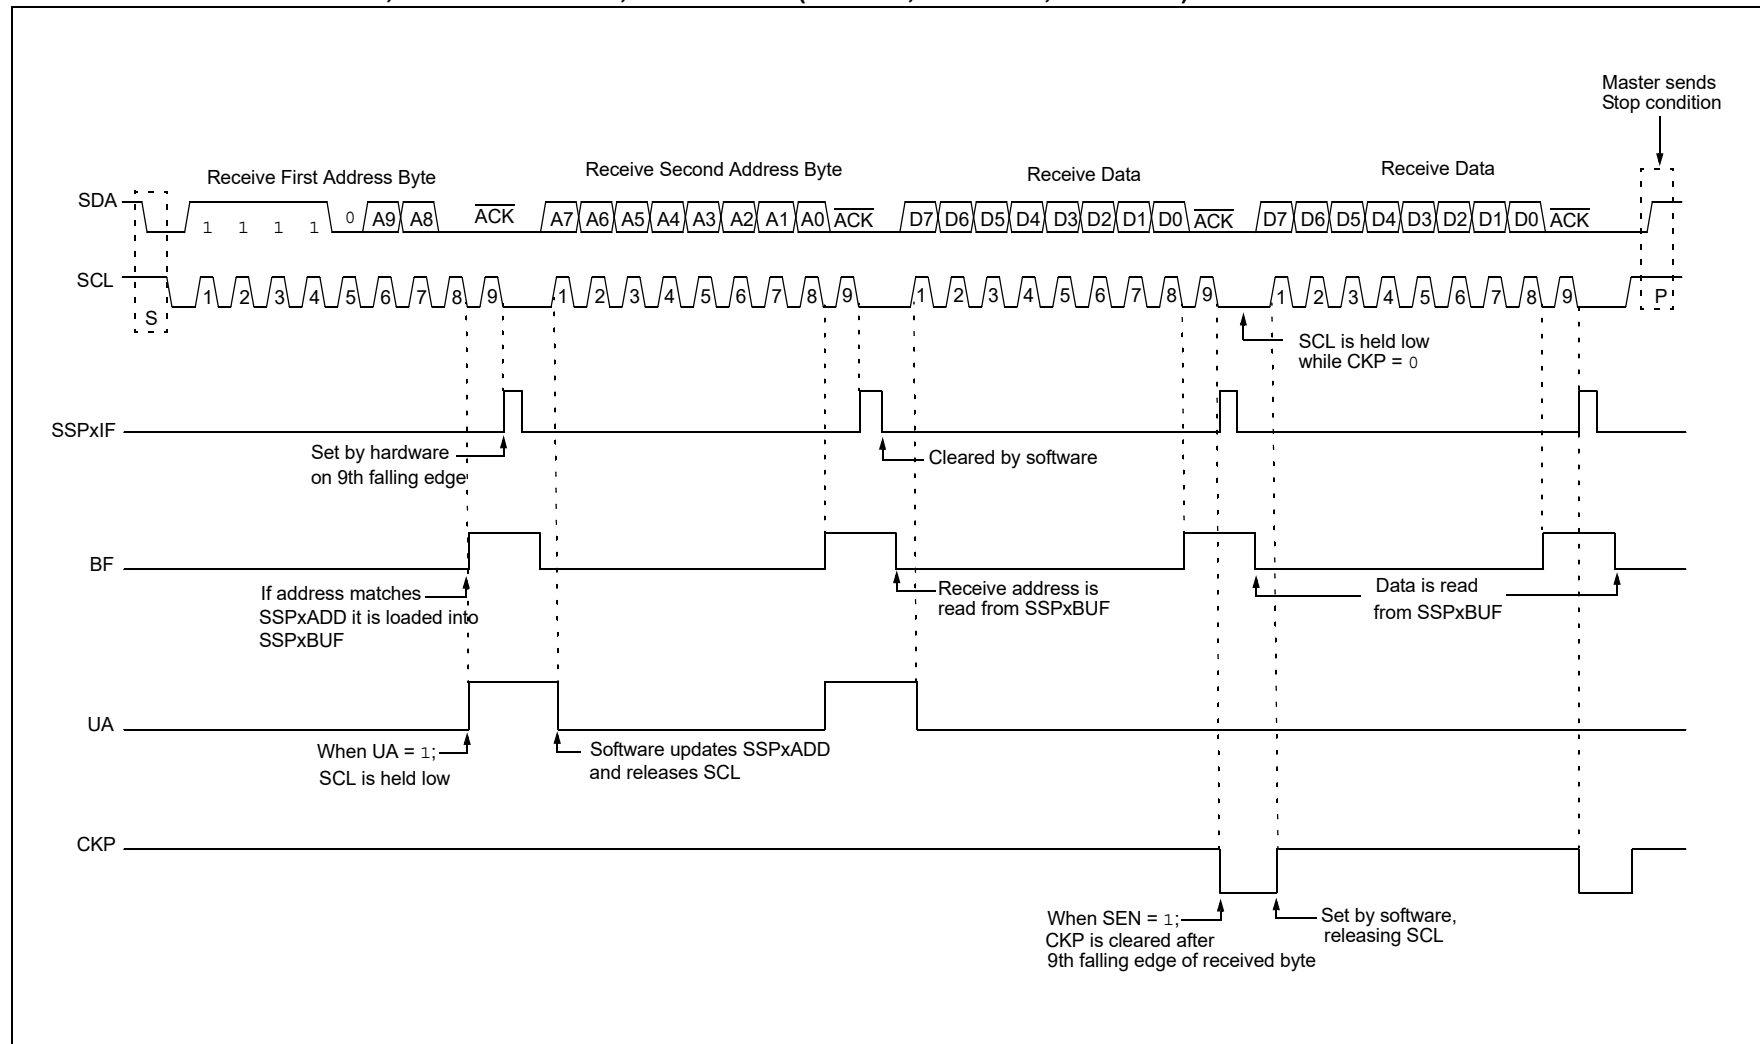 Master sends
Stop condition
Receive First Address Byte
Receive Second Address Byte
Receive Data
Receive Data
SDA
1 1 1 1 0 A9 A8 ACK A7 A6 A5 A4 A3 A2 A1 A0 ACK D7 D6 D5 D4 D3 D2 D1 D0 ACK D7 D6 D5 D4 D3 D2 D1 D0 ACK
SCL
S 1 2 3 4 5 6 7 8 9 1 2 3 4 5 6 7 8 9 1 2 3 4 5 6 7 8 9 1 2 3 4 5 6 7 8 9 P
SCL is held low
while CKP = 0
SSPxIF
Set by hardware
on 9th falling edge
Cleared by software
BF
If address matches
SSPxADD it is loaded into
SSPxBUF
Receive address is
read from SSPxBUF
Data is read
from SSPxBUF
UA
When UA = 1;
SCL is held low
Software updates SSPxADD
and releases SCL
CKP
When SEN = 1;
CKP is cleared after
9th falling edge of received byte
Set by software,
releasing SCL